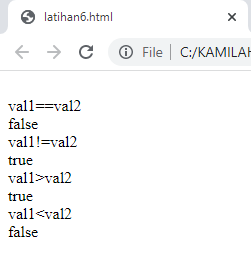 latihan6.html
File C:/KAMILAH
val1==val2
false
val1!=val2
true
val1>val2
true
val1<val2
false